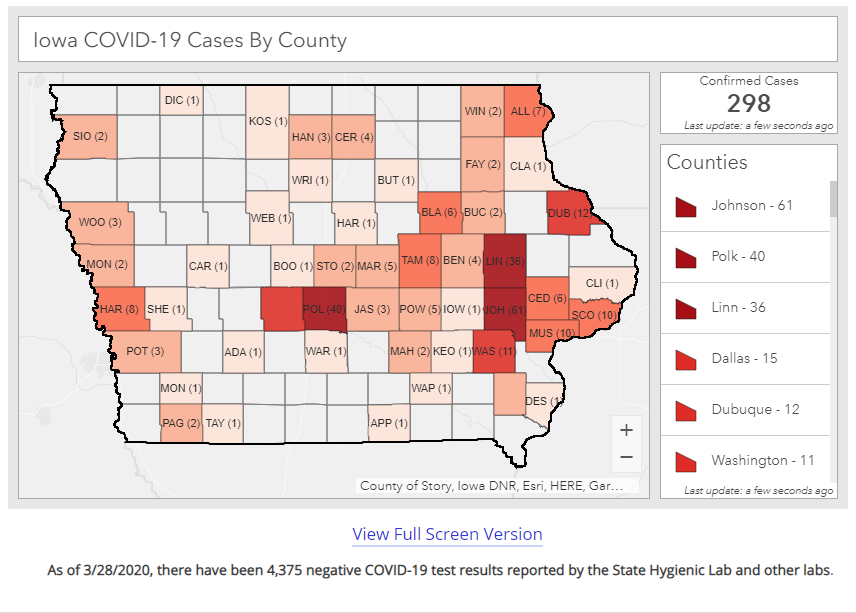 Iowa COVID-19 Cases By County
Confirmed Cases
298
Last update: a few seconds ago
DIC (1)
KOS (1)
WIN (2)
ALL (7)
SIO (2)
HAN (3)
CER (4)
FAY (2)
CLA (1)
WRI (1)
BUT (1)
WOO (3)
WEB (1)
HAR (1)
BLA (6)
BUC (2)
DUB (12
MON (2)
CAR (1)
BOO (1)
STO (2)
MAR (5)
TAM (8)
BEN (4)
LIN (36)
CLI (1)
HAR (8)
SHE (1)
POL (40)
JAS (3)
POW (5)
IOW (1)
JOH (61)
CED (6)
SCO (10)
MUS (10)
POT (3)
ADA (1)
WAR (1)
MAH (2)
KEO (1)
WAS (11)
MON (1)
WAP (1)
DES (1
PAG (2)
TAY (1)
APP (1)
+
−
County of Story, Iowa DNR, Esri, HERE, Gar...
Counties
Johnson - 61
Polk - 40
Linn - 36
Dallas - 15
Dubuque - 12
Washington - 11
Last update: a few seconds ago
View Full Screen Version
As of 3/28/2020, there have been 4,375 negative COVID-19 test results reported by the State Hygienic Lab and other labs.